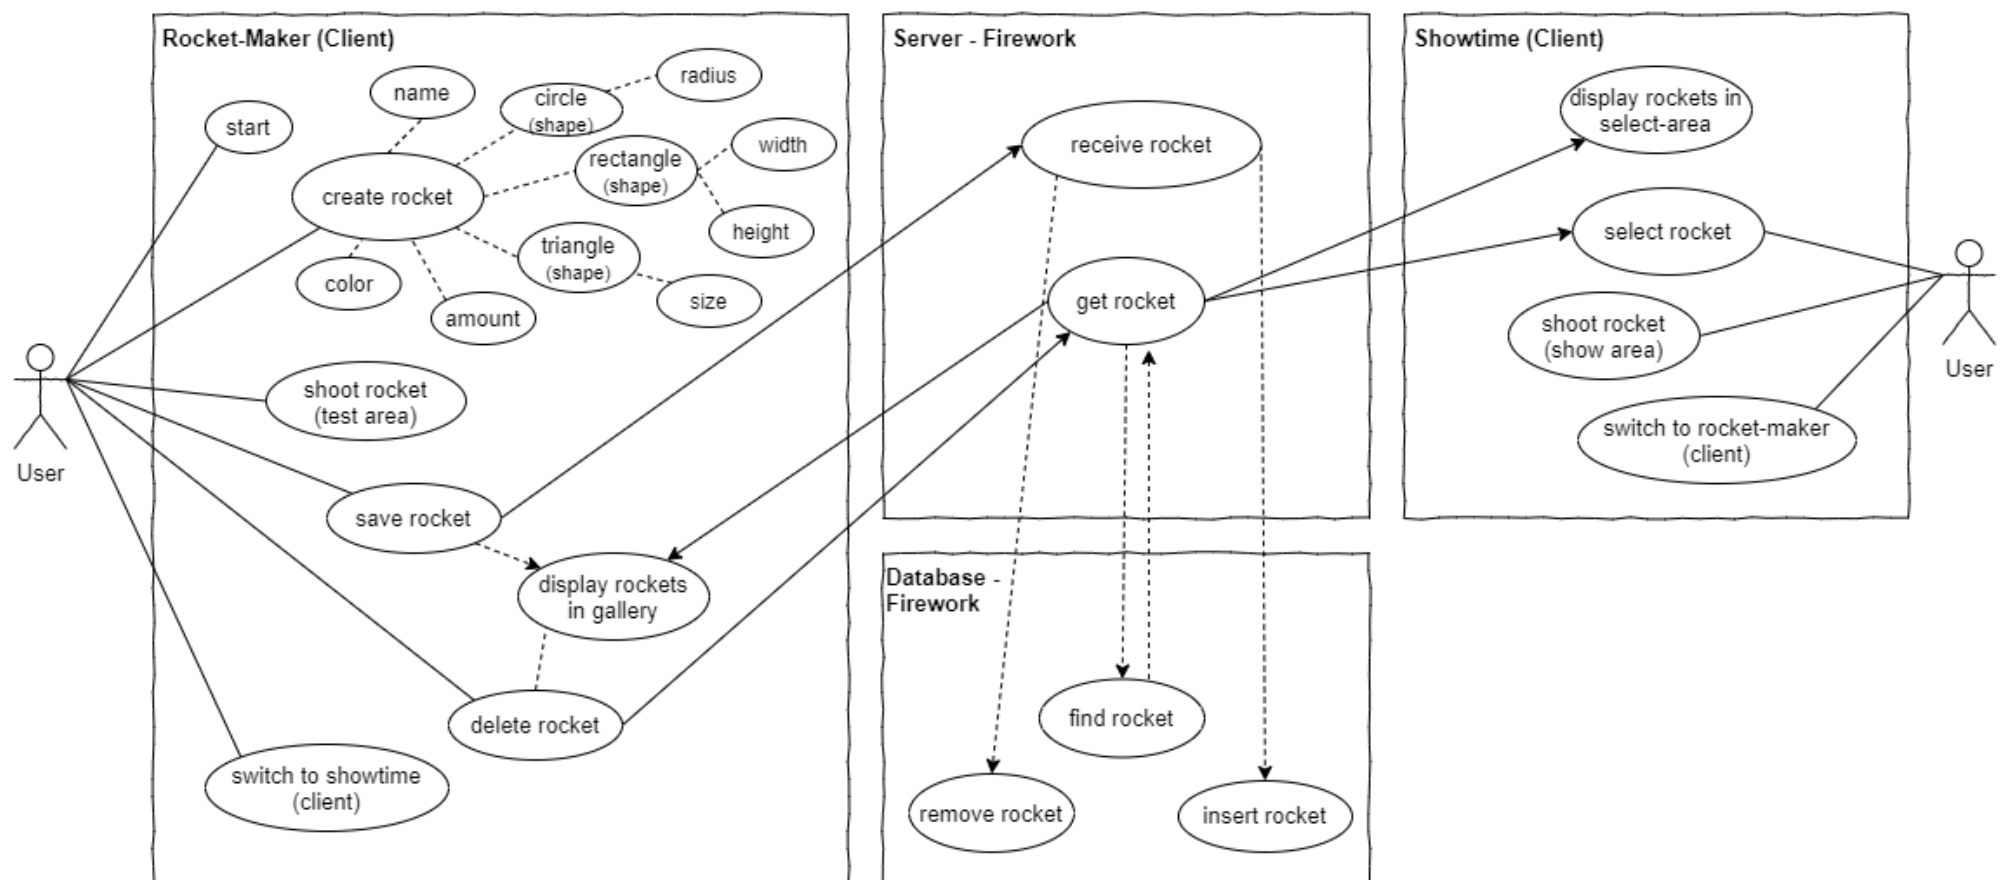 Rocket-Maker (Client)
start
name
circle
(shape)
radius
create rocket
rectangle
(shape)
width
height
triangle
(shape)
size
color
amount
User
shoot rocket
(test area)
save rocket
display rockets
in gallery
delete rocket
switch to showtime
(client)
Server - Firework
receive rocket
get rocket
Database -
Firework
find rocket
remove rocket
insert rocket
Showtime (Client)
display rockets in
select-area
select rocket
shoot rocket
(show area)
switch to rocket-maker
(client)
User